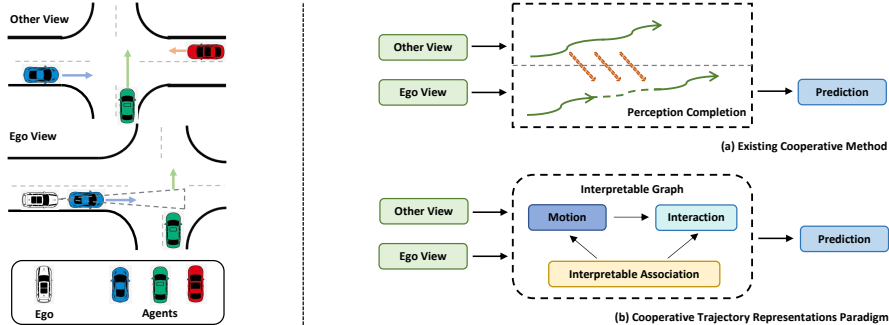 Other View
Ego View
Ego
Agents
Other View
Ego View
Perception Completion
Prediction
(a) Existing Cooperative Method
Interpretable Graph
Other View
Motion
Interaction
Ego View
Prediction
Interpretable Association
(b) Cooperative Trajectory Representations Paradigm